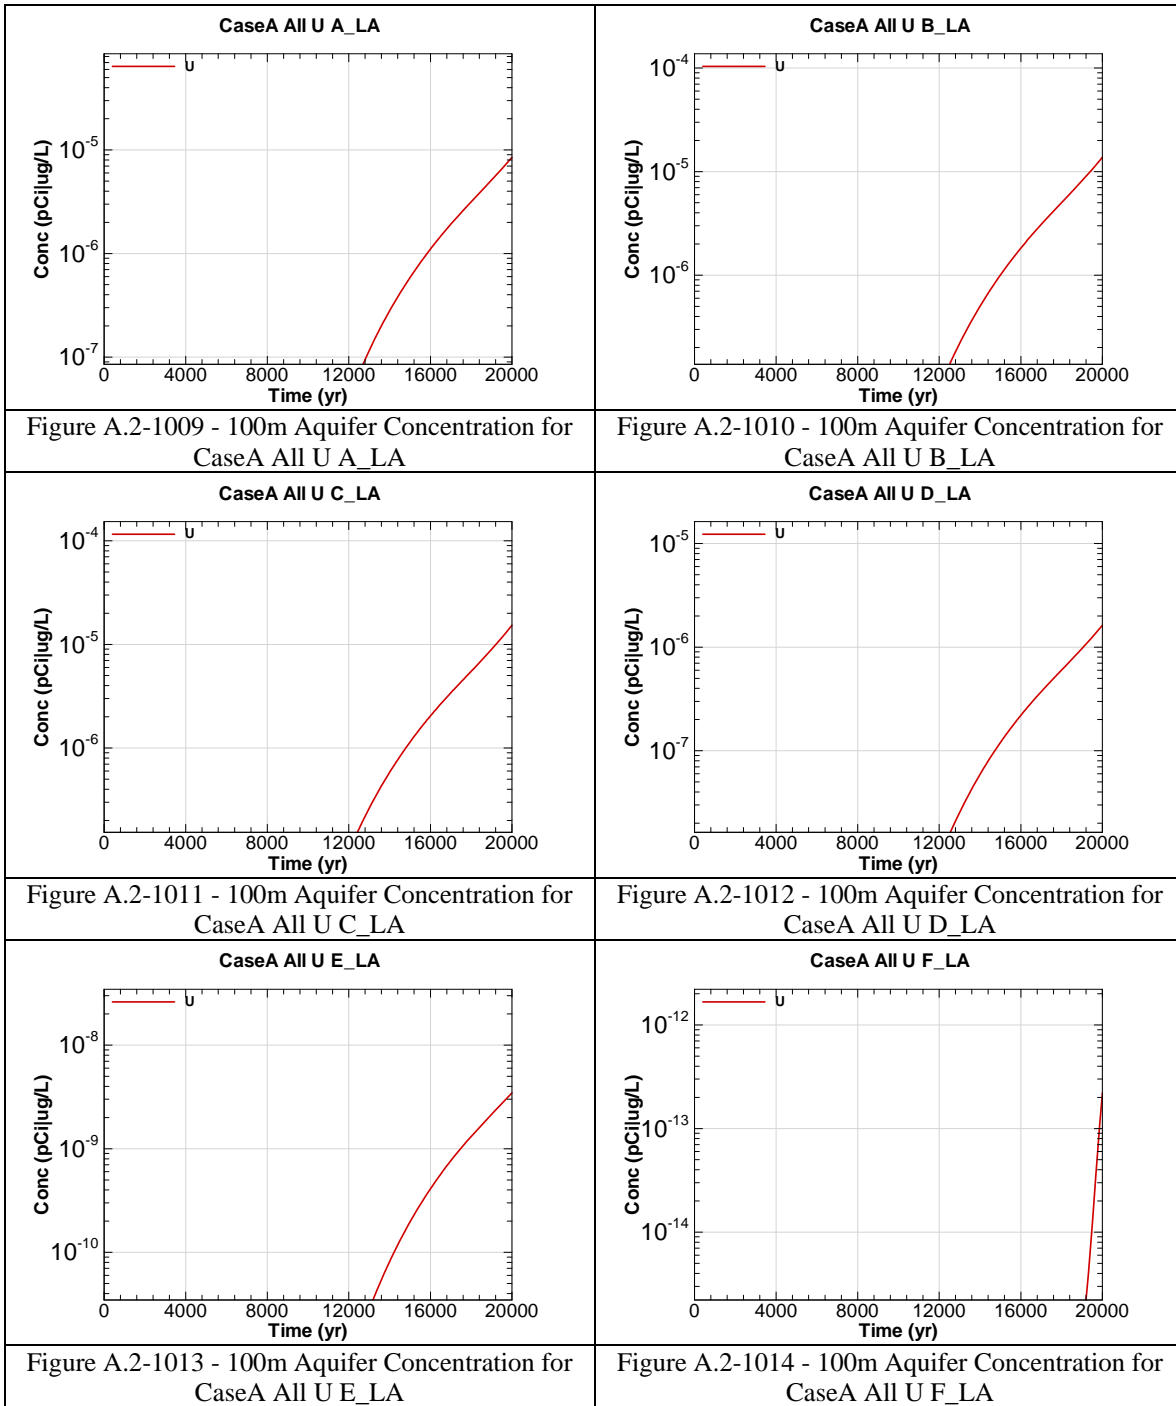 CaseA All U A_LA
U
Conc (pCi|ug/L)
10^-5
10^-6
10^-7
0 4000 8000 12000 16000 20000
Time (yr)
Figure A.2-1009 - 100m Aquifer Concentration for
CaseA All U A_LA
CaseA All U B_LA
U
Conc (pCi|ug/L)
10^-4
10^-5
10^-6
0 4000 8000 12000 16000 20000
Time (yr)
Figure A.2-1010 - 100m Aquifer Concentration for
CaseA All U B_LA
CaseA All U C_LA
U
Conc (pCi|ug/L)
10^-4
10^-5
10^-6
0 4000 8000 12000 16000 20000
Time (yr)
Figure A.2-1011 - 100m Aquifer Concentration for
CaseA All U C_LA
CaseA All U D_LA
U
Conc (pCi|ug/L)
10^-5
10^-6
10^-7
0 4000 8000 12000 16000 20000
Time (yr)
Figure A.2-1012 - 100m Aquifer Concentration for
CaseA All U D_LA
CaseA All U E_LA
U
Conc (pCi|ug/L)
10^-8
10^-9
10^-10
0 4000 8000 12000 16000 20000
Time (yr)
Figure A.2-1013 - 100m Aquifer Concentration for
CaseA All U E_LA
CaseA All U F_LA
U
Conc (pCi|ug/L)
10^-12
10^-13
10^-14
0 4000 8000 12000 16000 20000
Time (yr)
Figure A.2-1014 - 100m Aquifer Concentration for
CaseA All U F_LA